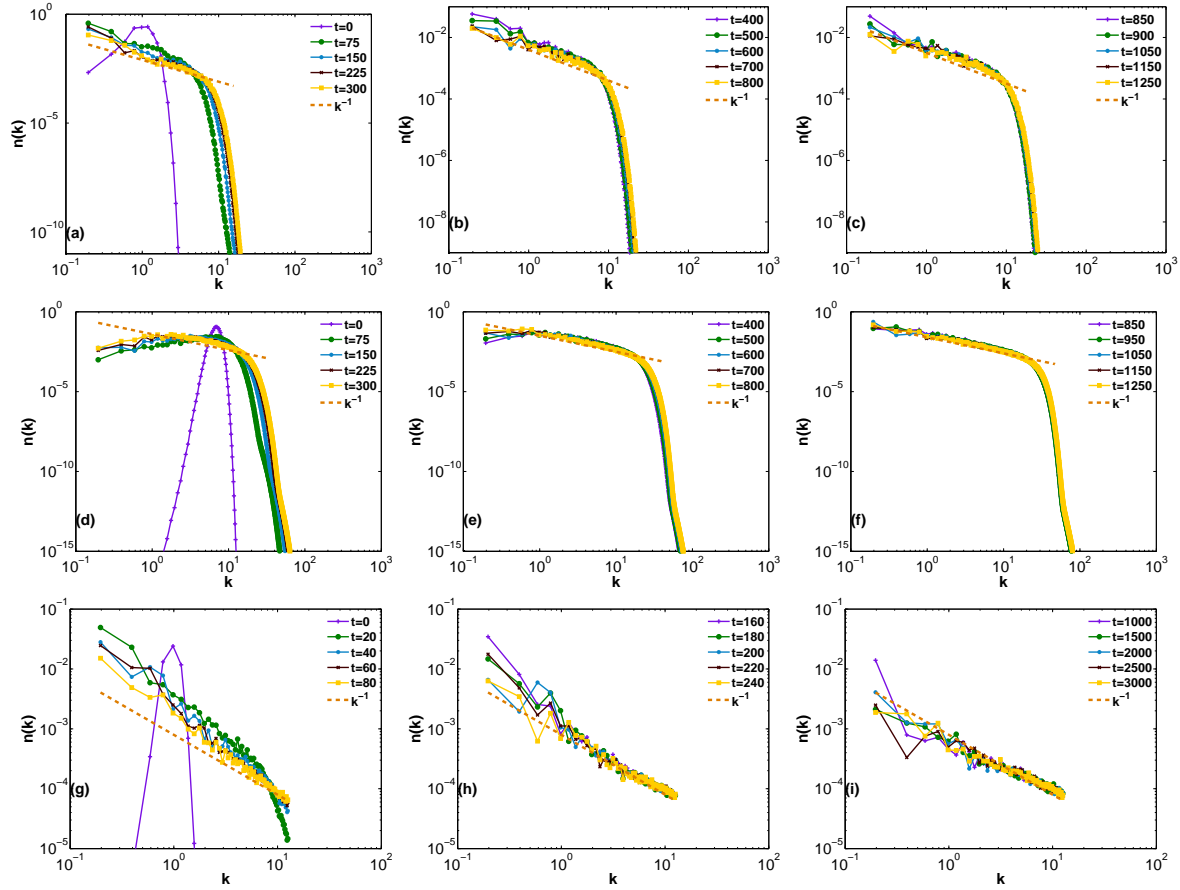 10^0
10^-5
10^-10
n(k)
(a)
t=0
t=75
t=150
t=225
t=300
k^-1
10^-1 10^0 10^1 10^2 10^3
k
10^-2
10^-4
10^-6
10^-8
n(k)
(b)
t=400
t=500
t=600
t=700
t=800
k^-1
10^-1 10^0 10^1 10^2 10^3
k
10^-2
10^-4
10^-6
10^-8
n(k)
(c)
t=850
t=900
t=1050
t=1150
t=1250
k^-1
10^-1 10^0 10^1 10^2 10^3
k
10^0
10^-5
10^-10
10^-15
n(k)
(d)
t=0
t=75
t=150
t=225
t=300
k^-1
10^-1 10^0 10^1 10^2 10^3
k
10^0
10^-5
10^-10
10^-15
n(k)
(e)
t=400
t=500
t=600
t=700
t=800
k^-1
10^-1 10^0 10^1 10^2 10^3
k
10^0
10^-5
10^-10
10^-15
n(k)
(f)
t=850
t=950
t=1050
t=1150
t=1250
k^-1
10^-1 10^0 10^1 10^2 10^3
k
10^-1
10^-2
10^-3
10^-4
10^-5
n(k)
(g)
t=0
t=20
t=40
t=60
t=80
k^-1
10^-1 10^0 10^1 10^2
k
10^-1
10^-2
10^-3
10^-4
10^-5
n(k)
(h)
t=160
t=180
t=200
t=220
t=240
k^-1
10^-1 10^0 10^1 10^2
k
10^-1
10^-2
10^-3
10^-4
10^-5
n(k)
(i)
t=1000
t=1500
t=2000
t=2500
t=3000
k^-1
10^-1 10^0 10^1 10^2
k